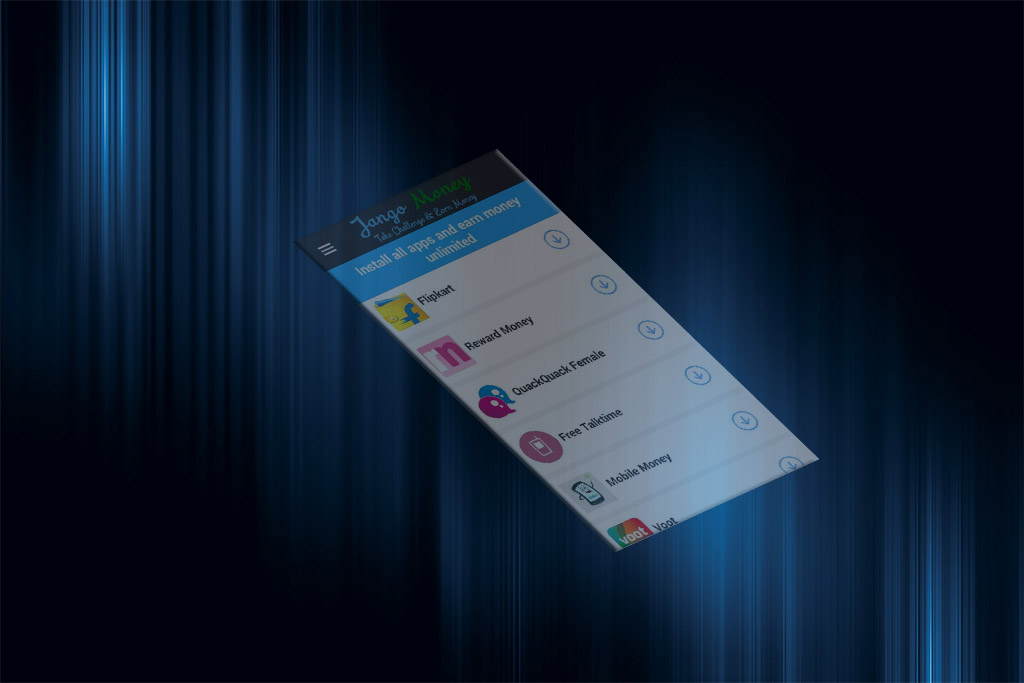 Jango Money
Take Challenge & Earn Money
Install all apps and earn money
unlimited
Flipkart
Reward Money
QuackQuack Female
Free Talktime
Mobile Money
voot Voot